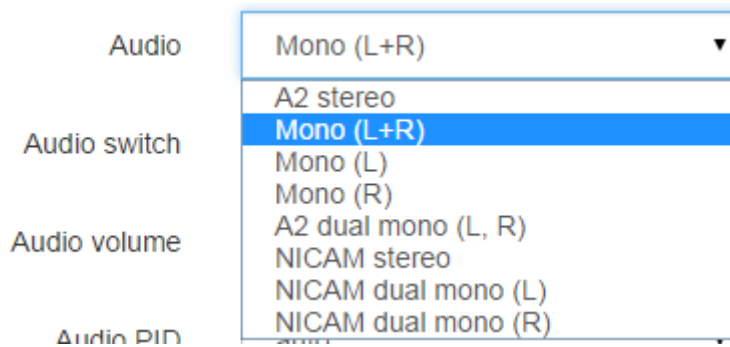 Audio
Mono (L+R)
A2 stereo
Mono (L+R)
Audio switch
Mono (L)
Mono (R)
A2 dual mono (L, R)
Audio volume
NICAM stereo
NICAM dual mono (L)
NICAM dual mono (R)
Audio PID